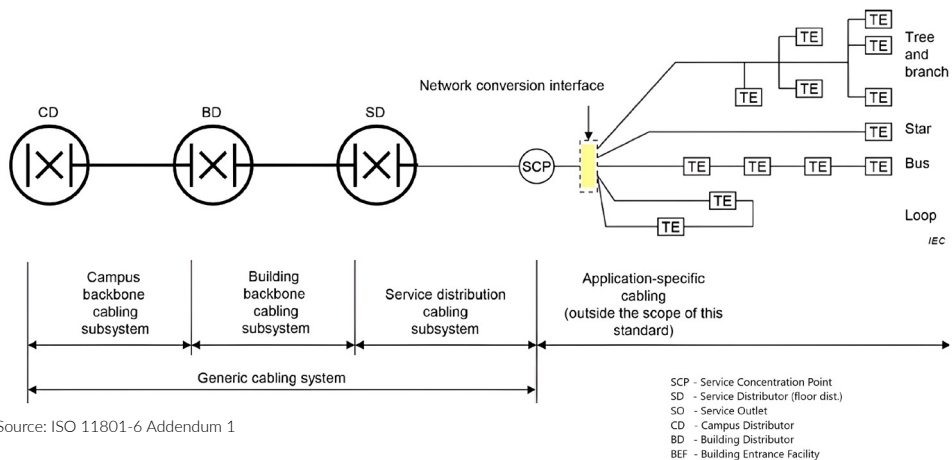 TE
TE
Tree
and
branch
TE
TE
TE
TE
TE
Network conversion interface
CD
BD
SD
TE
Star
SCP
TE
TE
TE
TE
Bus
TE
TE
Loop
IEC
Campus
backbone
cabling
subsystem
Building
backbone
cabling
subsystem
Service distribution
cabling
subsystem
Application-specific
cabling
(outside the scope of this
standard)
Generic cabling system
SCP - Service Concentration Point
SD - Service Distributor (floor dist.)
SO - Service Outlet
CD - Campus Distributor
BD - Building Distributor
BEF - Building Entrance Facility
Source: ISO 11801-6 Addendum 1